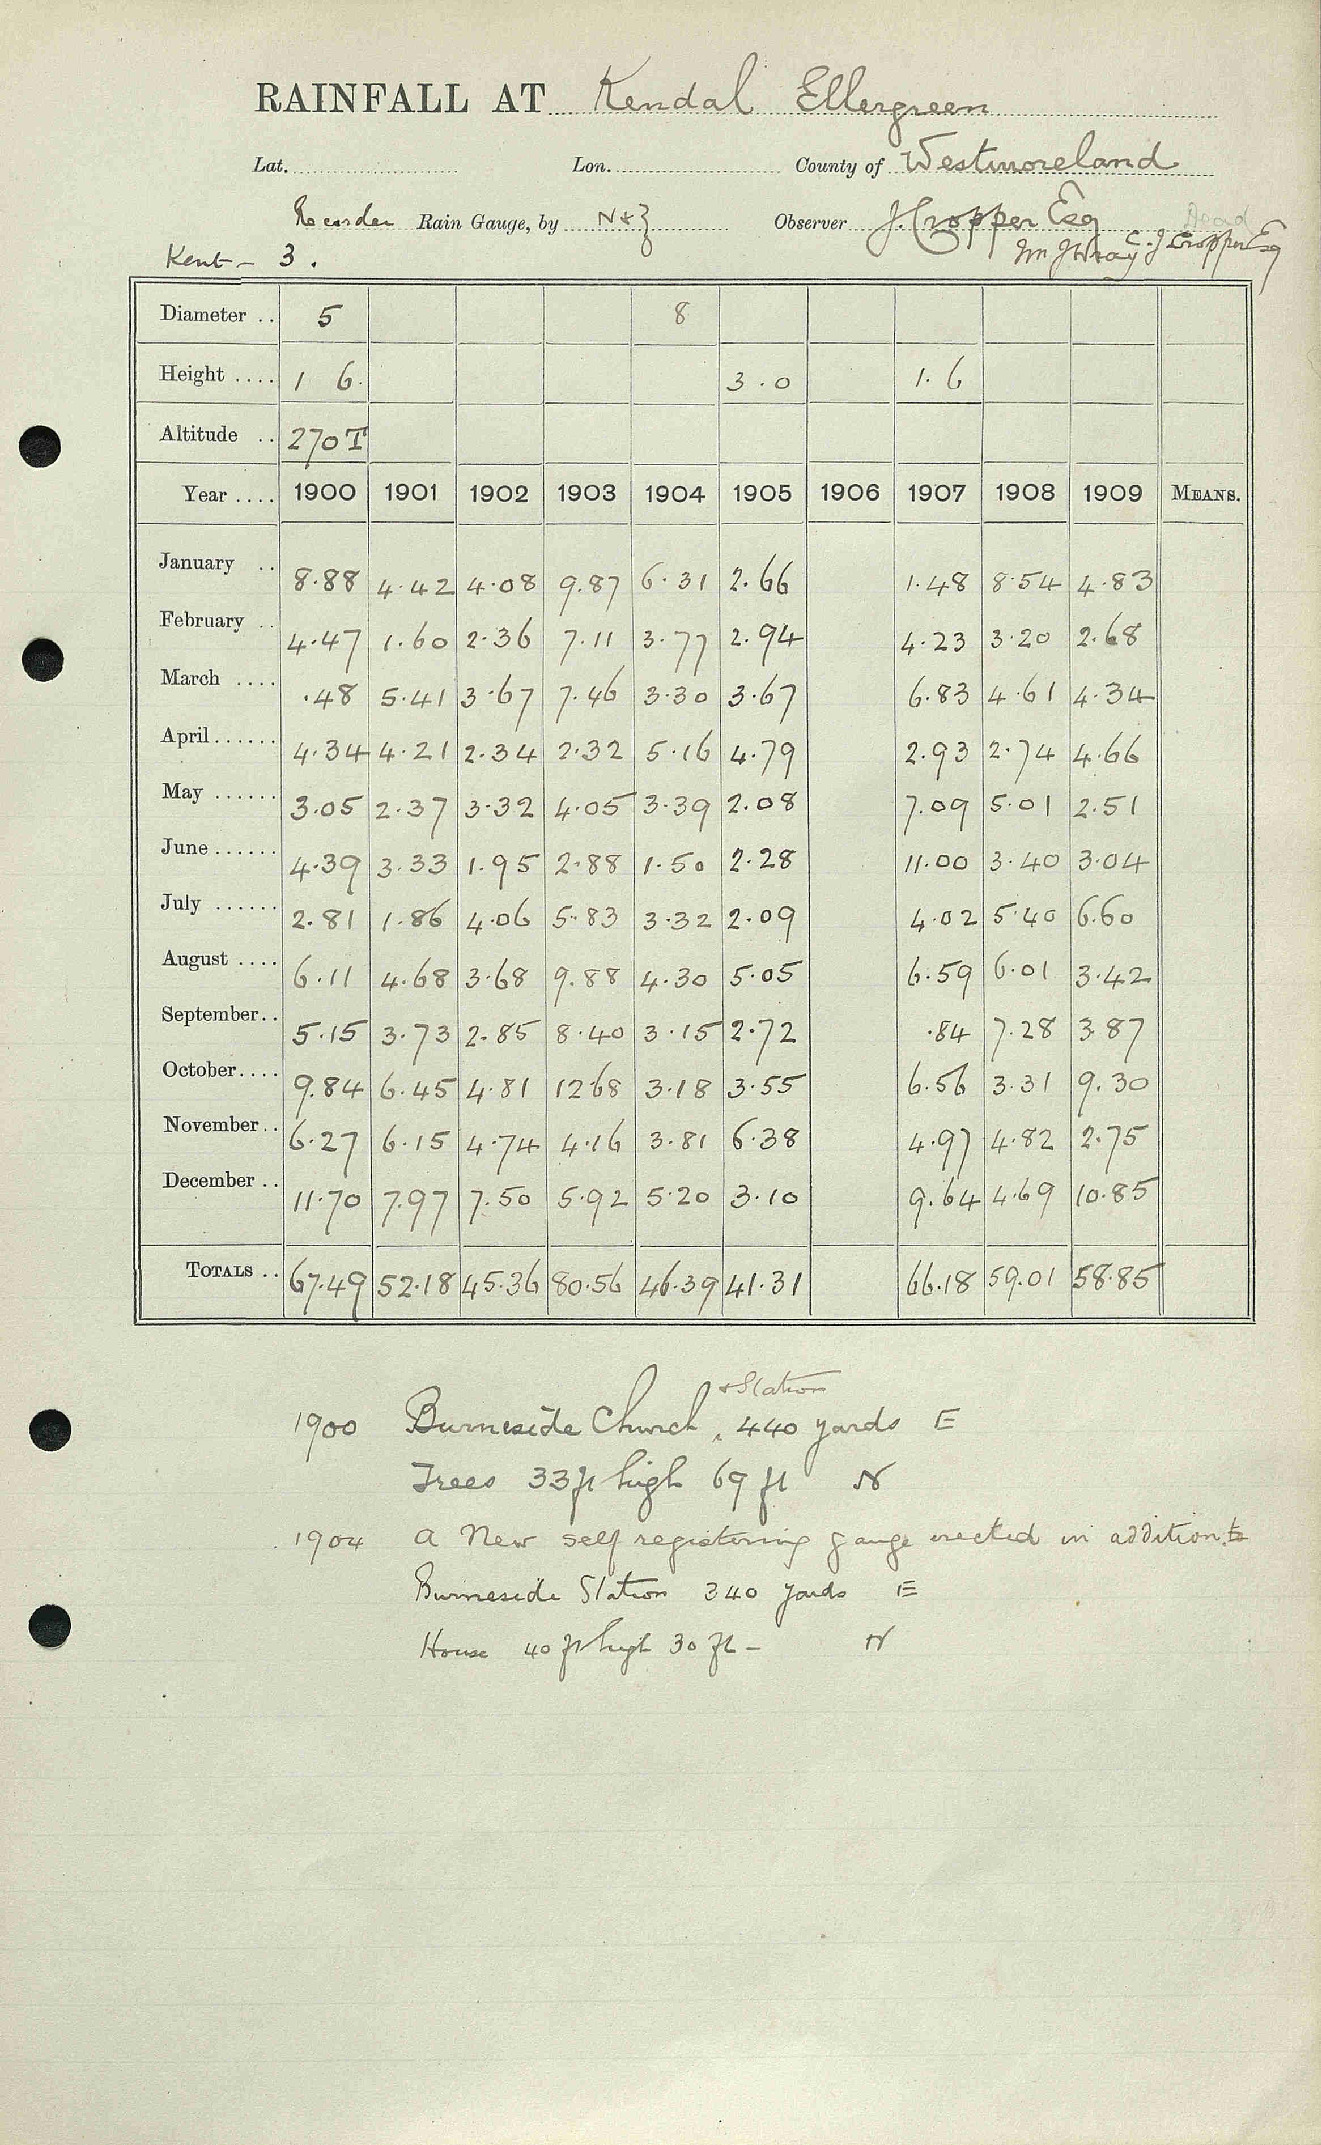 RAINFALL AT Kendal Ellergreen
Lat. Lon. County of Westmoreland
Recorder Rain Gauge, by N & Z Observer J. Cropper Esq Dead
Kent - 3. Wray C. J Cropper Esq
Diameter .. 5 8
Height .... 1 6. 3.0 1.6
Altitude .. 270 T
Year .... 1900 1901 1902 1903 1904 1905 1906 1907 1908 1909 MEANS.
January .. 8.88 4.42 4.08 9.87 6.31 2.66 1.48 8.54 4.83
February .. 4.47 1.60 2.36 7.11 3.77 2.94 4.23 3.20 2.68
March .... .48 5.41 3.67 7.46 3.30 3.67 6.83 4.61 4.34
April...... 4.34 4.21 2.34 2.32 5.16 4.79 2.93 2.74 4.66
May ...... 3.05 2.37 3.32 4.05 3.39 2.08 7.09 5.01 2.51
June...... 4.39 3.33 1.95 2.88 1.50 2.28 11.00 3.40 3.04
July ...... 2.81 1.86 4.06 5.83 3.32 2.09 4.02 5.40 6.60
August .... 6.11 4.68 3.68 9.88 4.30 5.05 6.59 6.01 3.42
September.. 5.15 3.73 2.85 8.40 3.15 2.72 .84 7.28 3.87
October.... 9.84 6.45 4.81 12.68 3.18 3.55 6.56 3.31 9.30
November.. 6.27 6.15 4.74 4.16 3.81 6.38 4.97 4.82 2.75
December .. 11.70 7.97 7.50 5.92 5.20 3.10 9.64 4.69 10.85
TOTALS .. 67.49 52.18 45.36 80.56 46.39 41.31 66.18 59.01 58.85
+ Station
1900 Burneside Church, 440 yards E
Trees 33 ft high 69 ft N
1904 A New self registering gauge erected in addition to
Burneside Station 340 yards E
House 40 ft high 30 ft - N